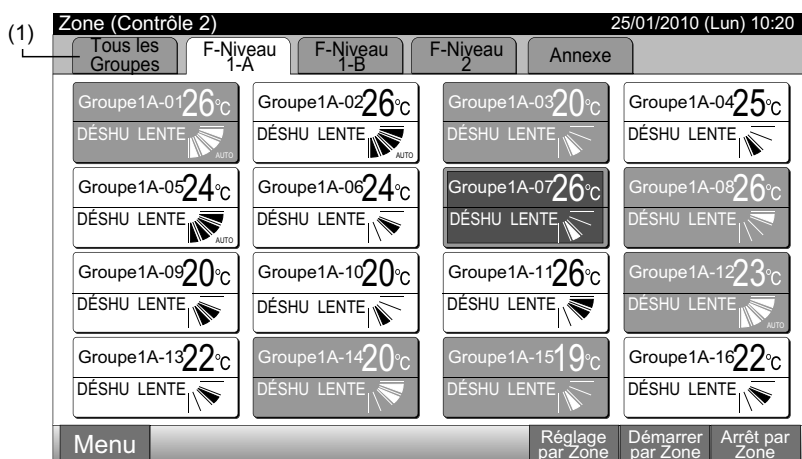 Zone (Contrôle 2) 25/01/2010 (Lun) 10:20
(1)
Tous les Groupes
F-Niveau 1-A
F-Niveau 1-B
F-Niveau 2
Annexe
Groupe1A-01 26°C
DÉSHU LENTE AUTO
Groupe1A-02 26°C
DÉSHU LENTE AUTO
Groupe1A-03 20°C
DÉSHU LENTE
Groupe1A-04 25°C
DÉSHU LENTE
Groupe1A-05 24°C
DÉSHU LENTE AUTO
Groupe1A-06 24°C
DÉSHU LENTE
Groupe1A-07 26°C
DÉSHU LENTE
Groupe1A-08 26°C
DÉSHU LENTE
Groupe1A-09 20°C
DÉSHU LENTE
Groupe1A-10 20°C
DÉSHU LENTE
Groupe1A-11 26°C
DÉSHU LENTE
Groupe1A-12 23°C
DÉSHU LENTE AUTO
Groupe1A-13 22°C
DÉSHU LENTE
Groupe1A-14 20°C
DÉSHU LENTE
Groupe1A-15 19°C
DÉSHU LENTE
Groupe1A-16 22°C
DÉSHU LENTE
Menu
Réglage par Zone
Démarrer par Zone
Arrêt par Zone